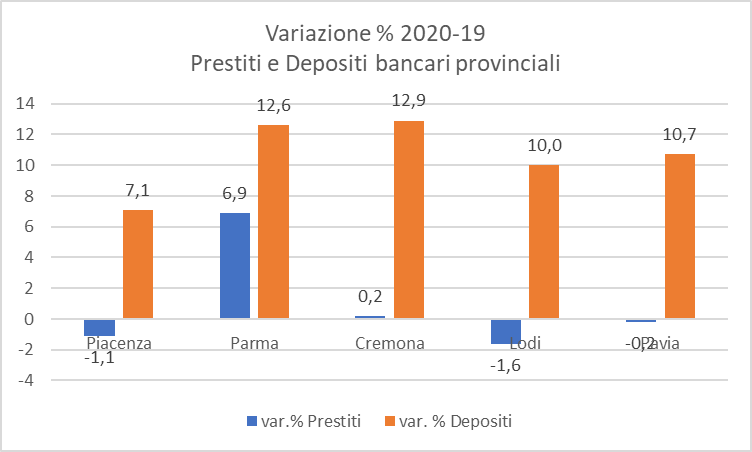 Variazione % 2020-19
Prestiti e Depositi bancari provinciali
14
12
10
8
6
4
2
0
-2
-4
7,1
12,6
12,9
10,0
10,7
6,9
0,2
-1,1
-1,6
-0,2
Piacenza
Parma
Cremona
Lodi
Pavia
var.% Prestiti
var. % Depositi